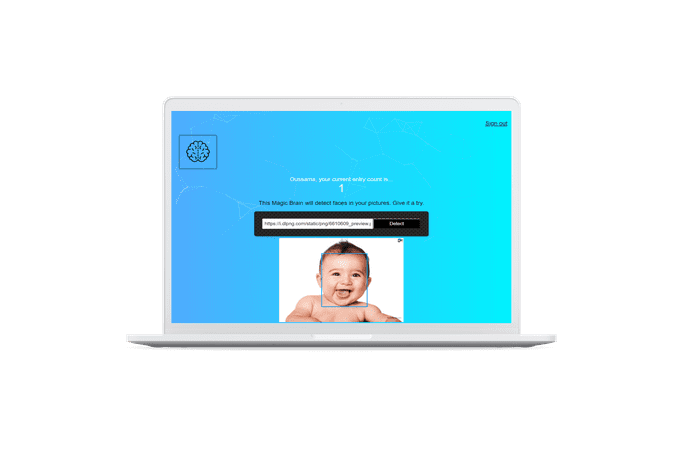 Sign out
Oussama, your current entry count is
1
This Magic Brain will detect faces in your pictures. Give it a try.
https://i.dlpng.com/static/png/6610606_preview.p
Detect